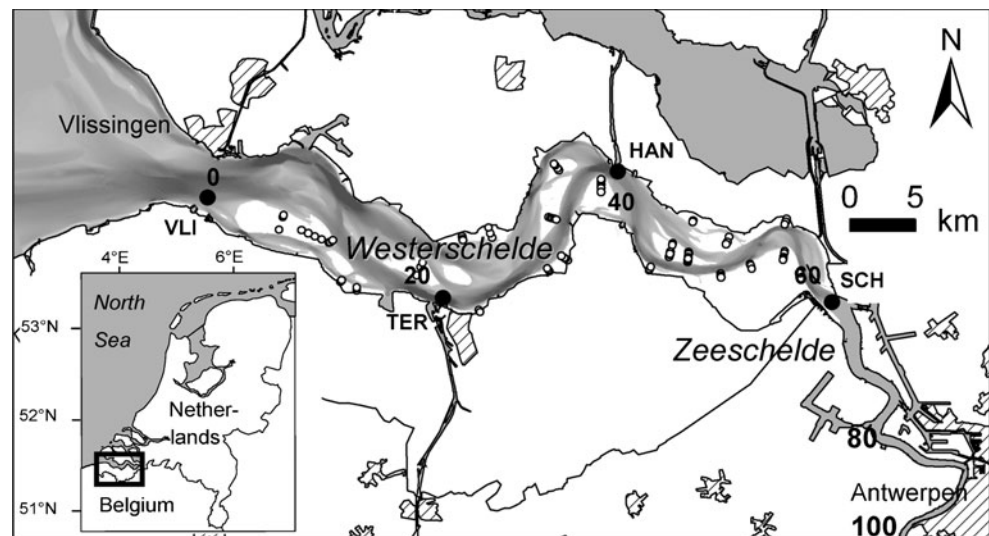 N
Vlissingen
0
HAN
40
0 5
km
VLI
Westerschelde
20
TER
60
SCH
Zeeschelde
80
Antwerpen
100
4°E 6°E
North
Sea
53°N
Nether-
lands
52°N
Belgium
51°N